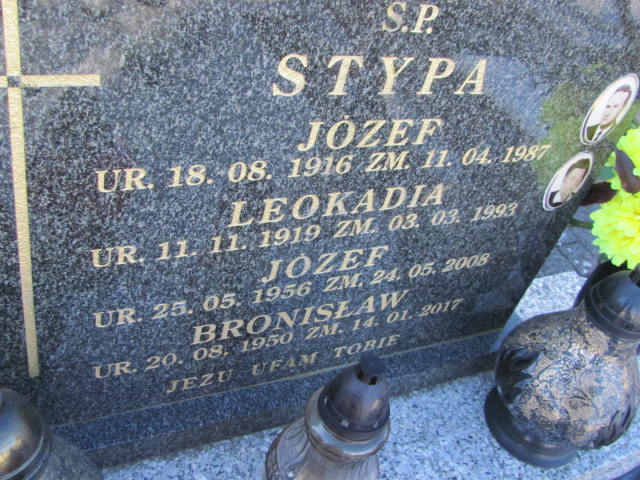 Ś.P.
STYPA
JÓZEF
UR. 18. 08. 1916 ZM. 11. 04. 1987
LEOKADIA
UR. 11. 11. 1919 ZM. 03. 03. 1993
JÓZEF
UR. 25. 05. 1956 ZM. 24. 05. 2008
BRONISŁAW
UR. 20. 08. 1950 ZM. 14. 01. 2017
JEZU UFAM TOBIE